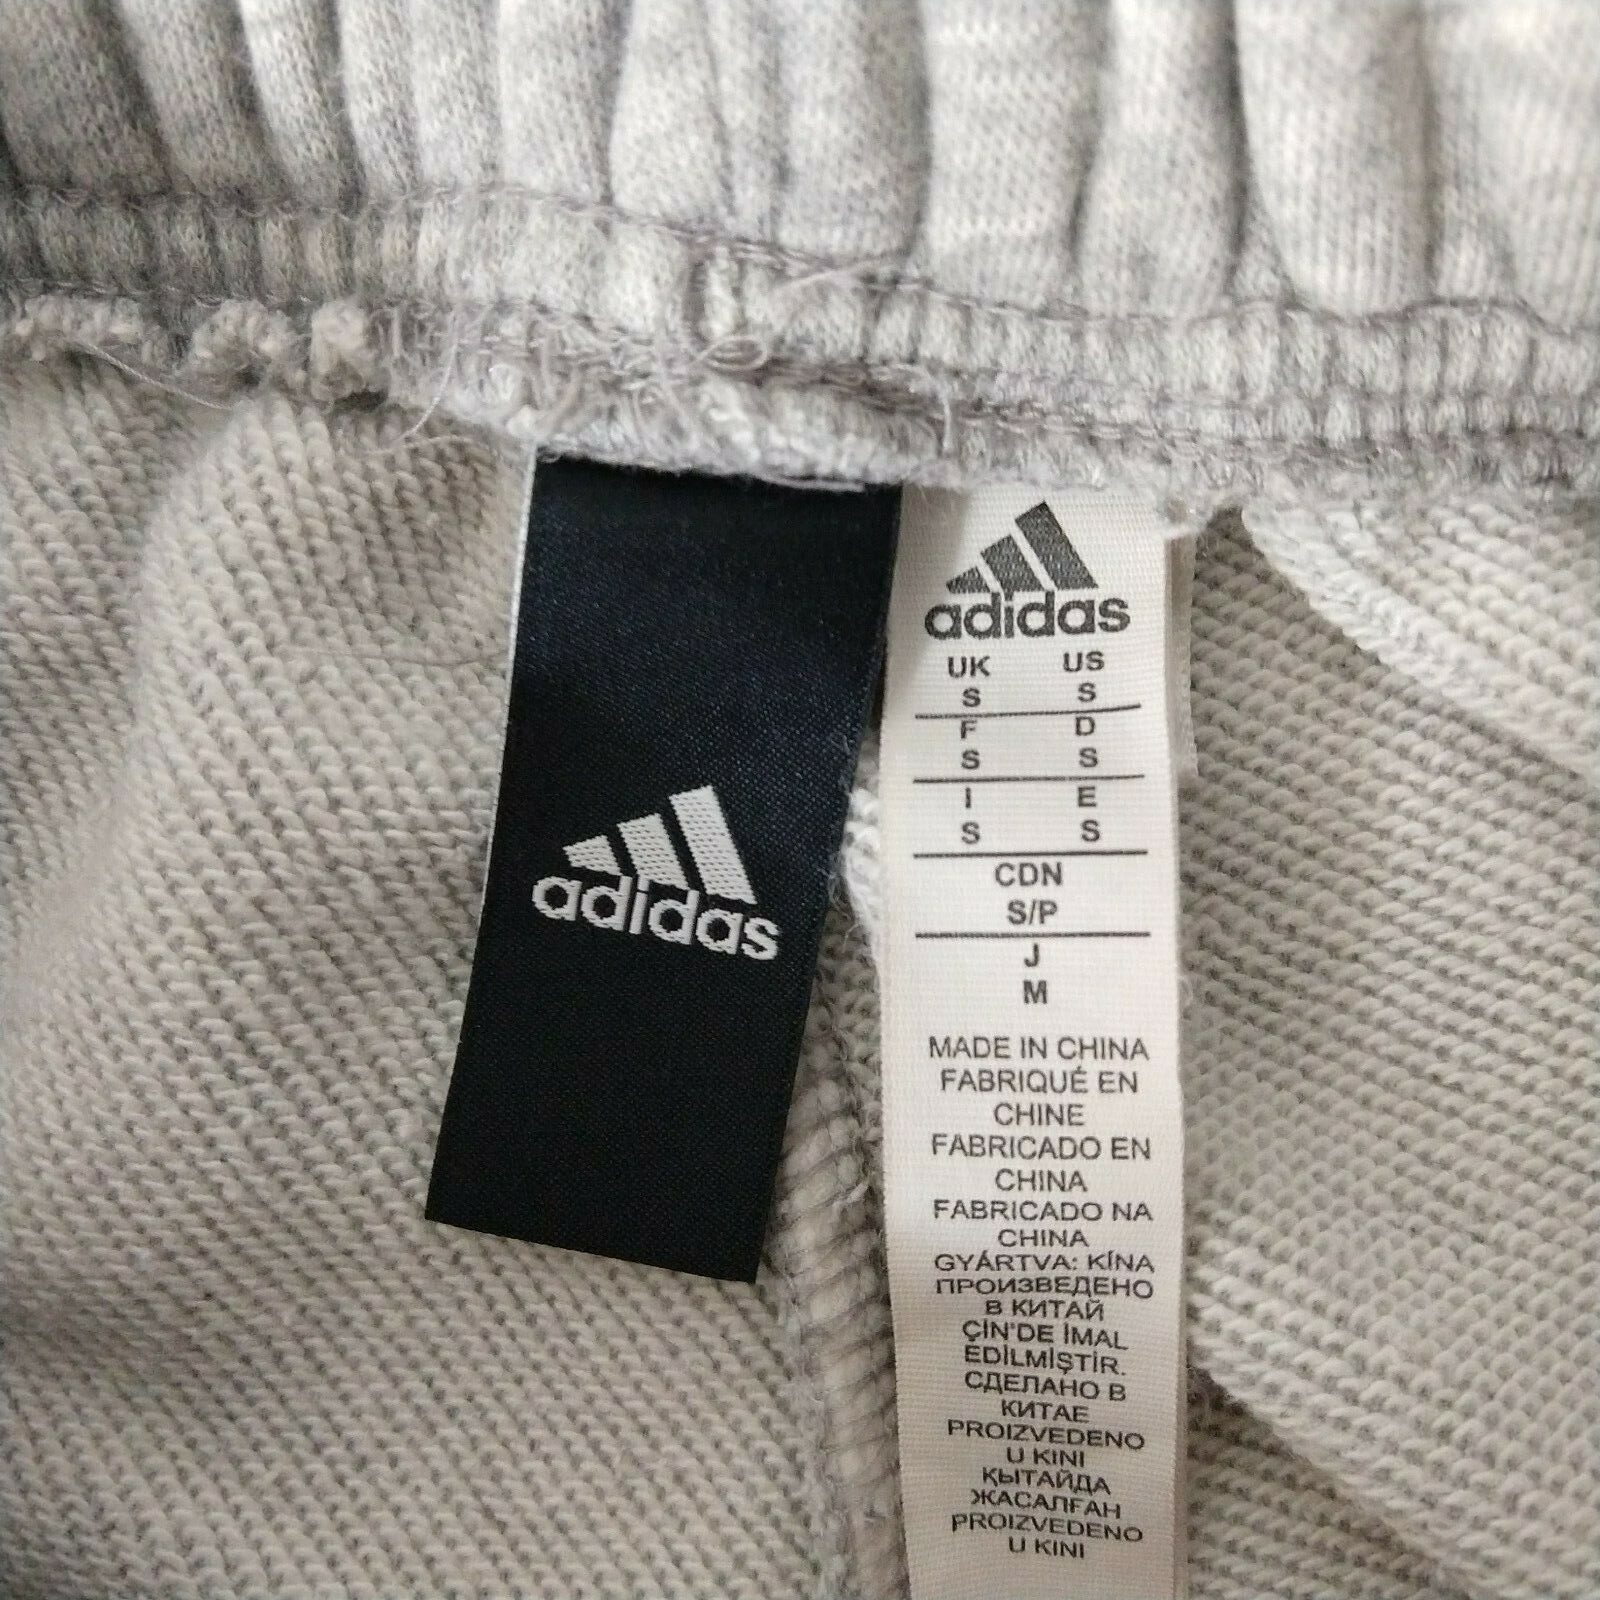 adidas
adidas
UK US
S S
F D
S S
I E
S S
CDN
S/P
J
M
MADE IN CHINA
FABRIQUÉ EN
CHINE
FABRICADO EN
CHINA
FABRICADO NA
CHINA
GYÁRTVA: KÍNA
ПРОИЗВЕДЕНО
В КИТАЙ
ÇİN'DE İMAL
EDİLMİŞTİR.
СДЕЛАНО В
КИТАЕ
PROIZVEDENO
U KINI
ҚЫТАЙДА
ЖАСАЛҒАН
PROIZVEDENO
U KINI